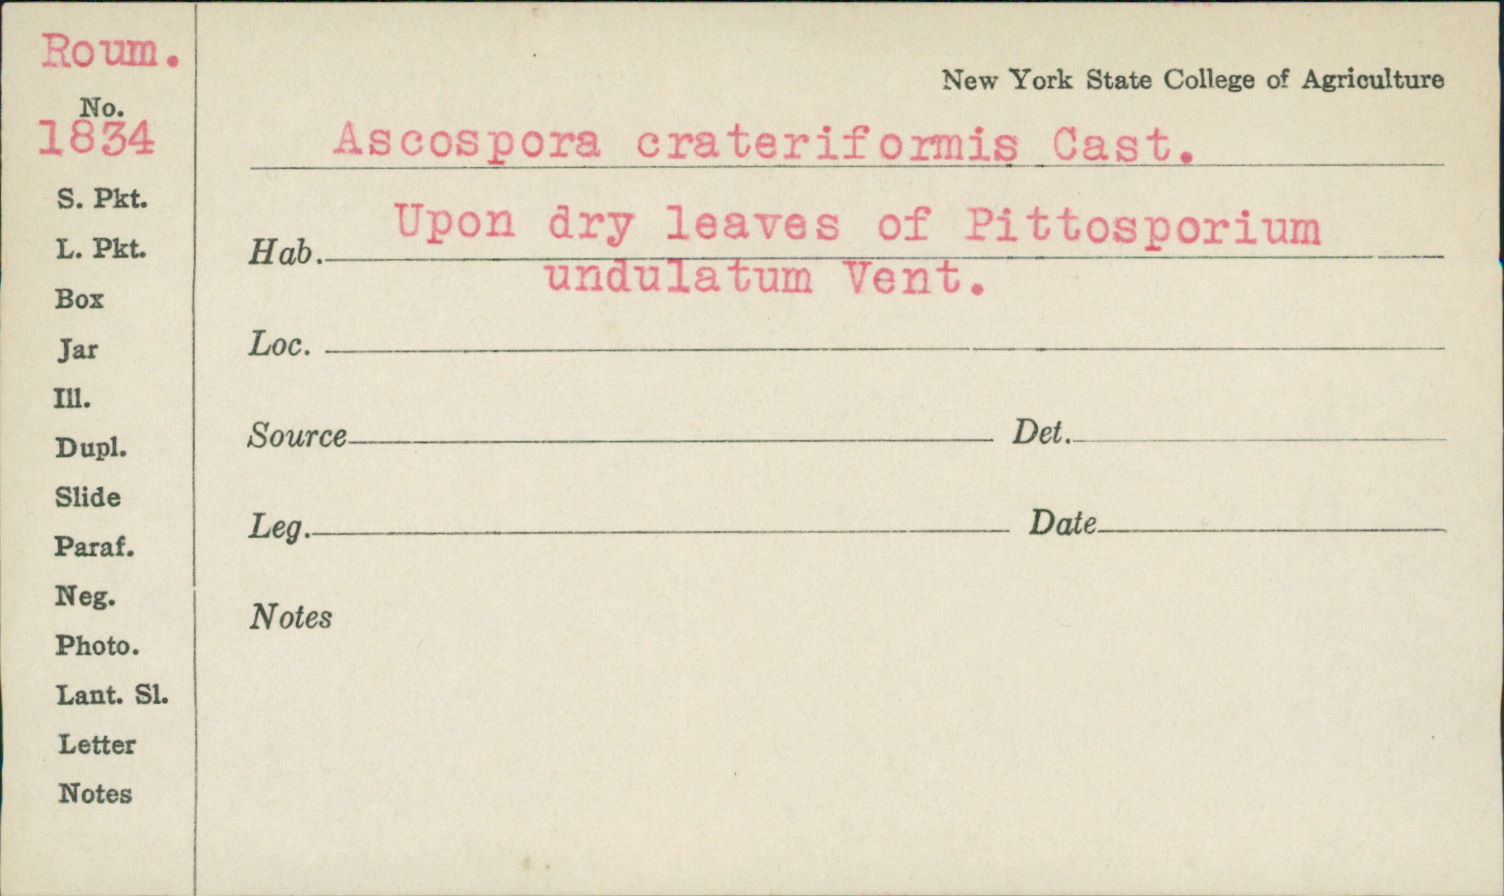 Roum.
No.
1834
S. Pkt.
L. Pkt.
Box
Jar
Ill.
Dupl.
Slide
Paraf.
Neg.
Photo.
Lant. Sl.
Letter
Notes
New York State College of Agriculture
Ascospora crateriformis Cast.
Hab. Upon dry leaves of Pittosporium
undulatum Vent.
Loc.
Source Det.
Leg. Date
Notes